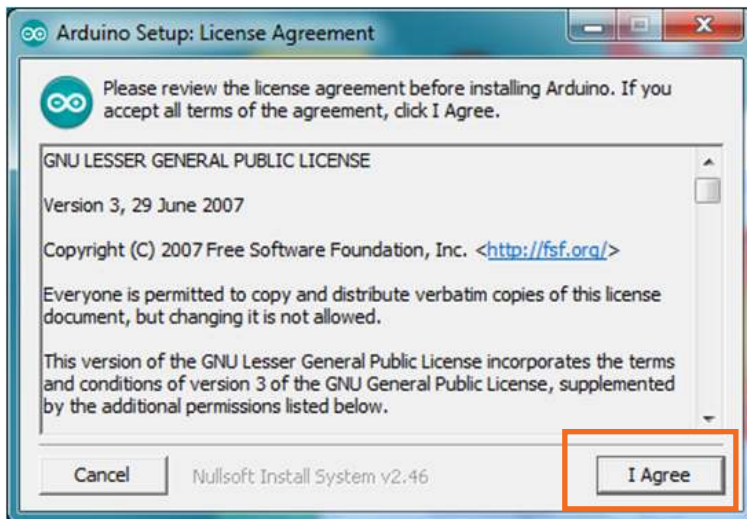 Arduino Setup: License Agreement
Please review the license agreement before installing Arduino. If you
accept all terms of the agreement, click I Agree.
GNU LESSER GENERAL PUBLIC LICENSE
Version 3, 29 June 2007
Copyright (C) 2007 Free Software Foundation, Inc. <http://fsf.org/>
Everyone is permitted to copy and distribute verbatim copies of this license
document, but changing it is not allowed.
This version of the GNU Lesser General Public License incorporates the terms
and conditions of version 3 of the GNU General Public License, supplemented
by the additional permissions listed below.
Cancel
Nullsoft Install System v2.46
I Agree